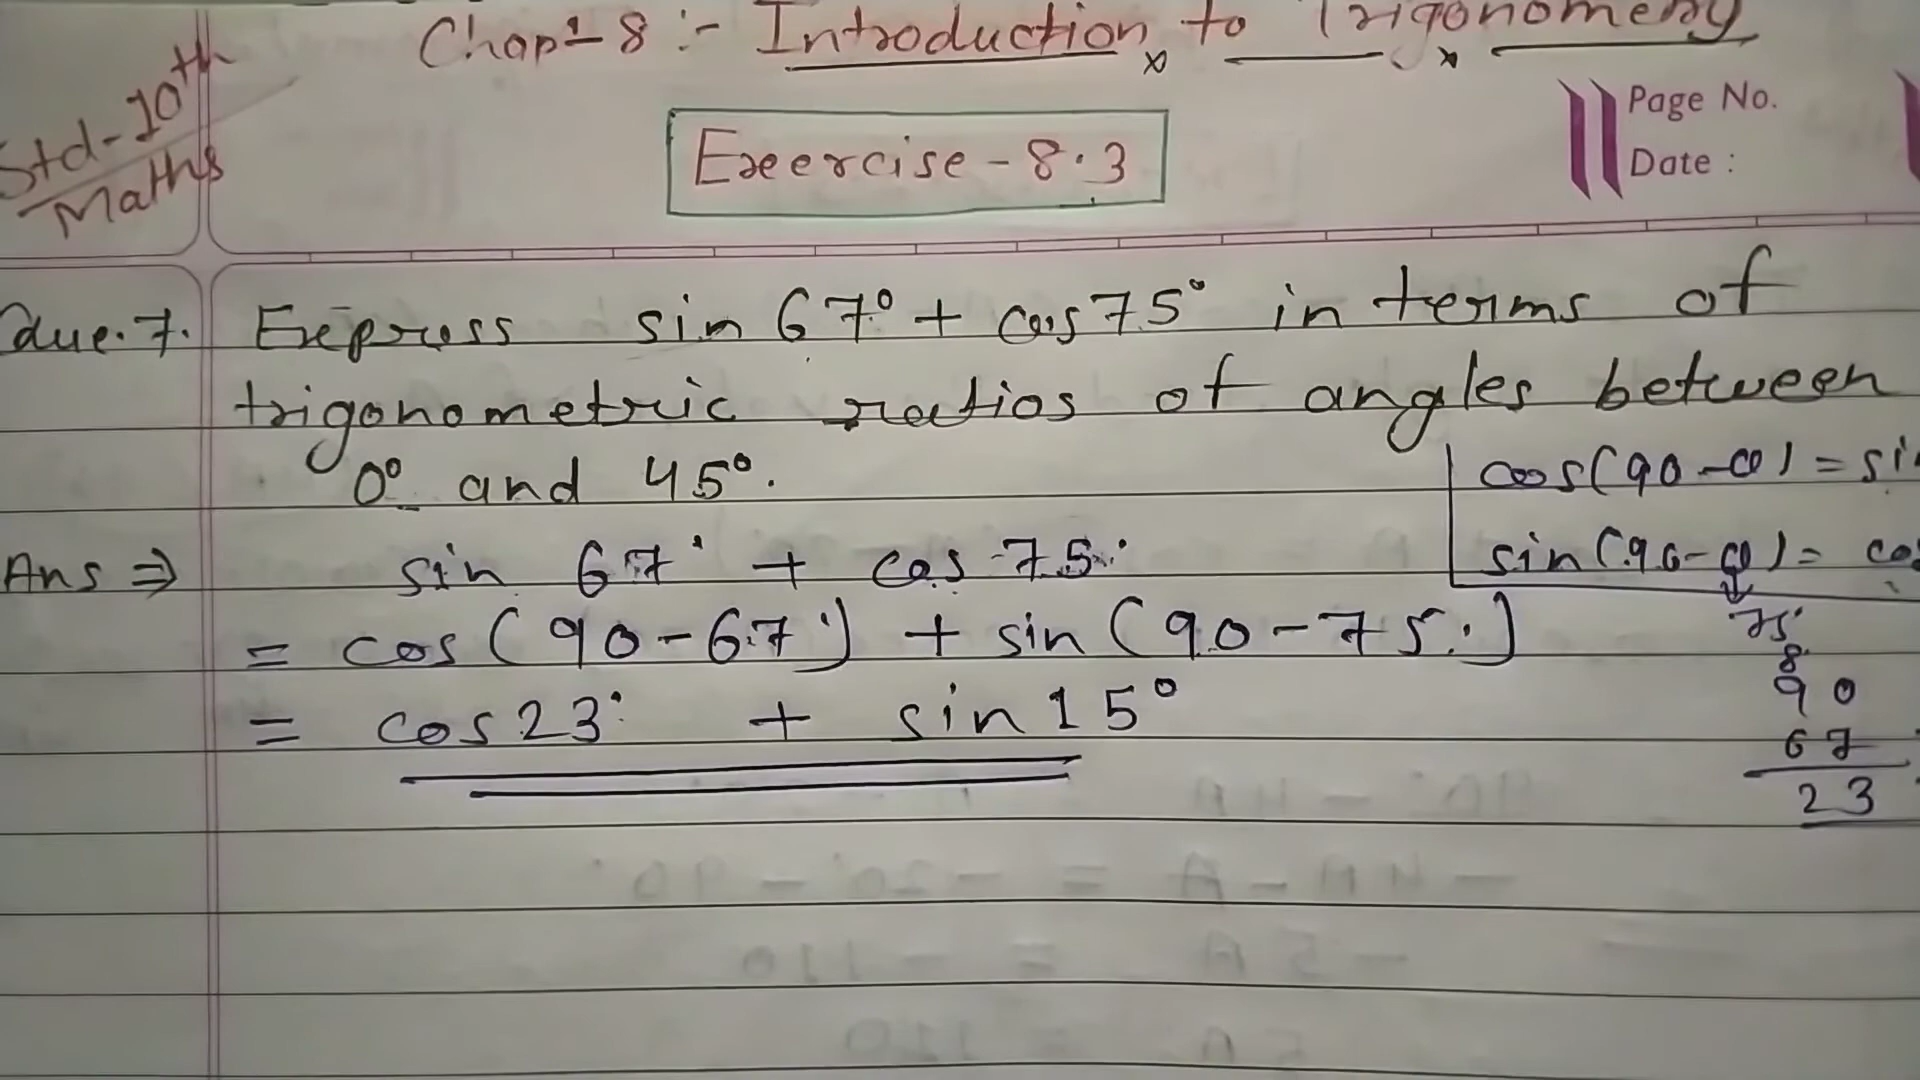 Chapt 8 :- Introduction to Trigonometry
Std-10th
Maths
Exercise - 8.3
Page No.
Date :
Que.7. Express sin 67° + cos 75° in terms of
trigonometric ratios of angles between
0° and 45°.
cos(90-θ) = si
sin(90-θ) = co
Ans ⇒ sin 67° + cos 75°
= cos(90-67°) + sin(90-75°)
75°
= cos 23° + sin 15°
8
90
67
23